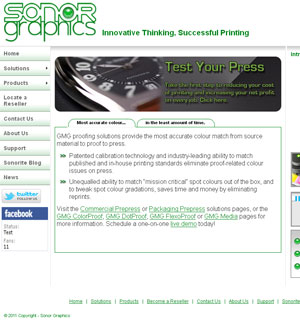 SONOR
graphics
Innovative Thinking, Successful Printing
Home
Solutions
Products
Locate a
Reseller
Contact Us
About Us
Support
Sonorite Blog
News
twitter
facebook
Status:
Text
Fans:
11
Test Your Press
Take the first step to reducing your cost
of printing and increasing your net profit
on every job. Click here.
Most accurate colour...
in the least amount of time.
GMG proofing solutions provide the most accurate colour match from source
material to proof to press.
Patented calibration technology and industry-leading ability to match
published and in-house printing standards eliminate proof-related colour
issues on press.
Unequalled ability to match "mission critical" spot colours out of the box, and
to tweak spot colour gradations, saves time and money by eliminating
reprints.
Visit the Commercial Prepress or Packaging Prepress solutions pages, or the
GMG ColorProof, GMG DotProof, GMG FlexoProof or GMG Media pages for
more information. Schedule a one-on-one live demo today!
Intr
Home | Solutions | Products | Become a Reseller | Contact Us | About Us | Support | Sonorite
© 2011 Copyright - Sonor Graphics